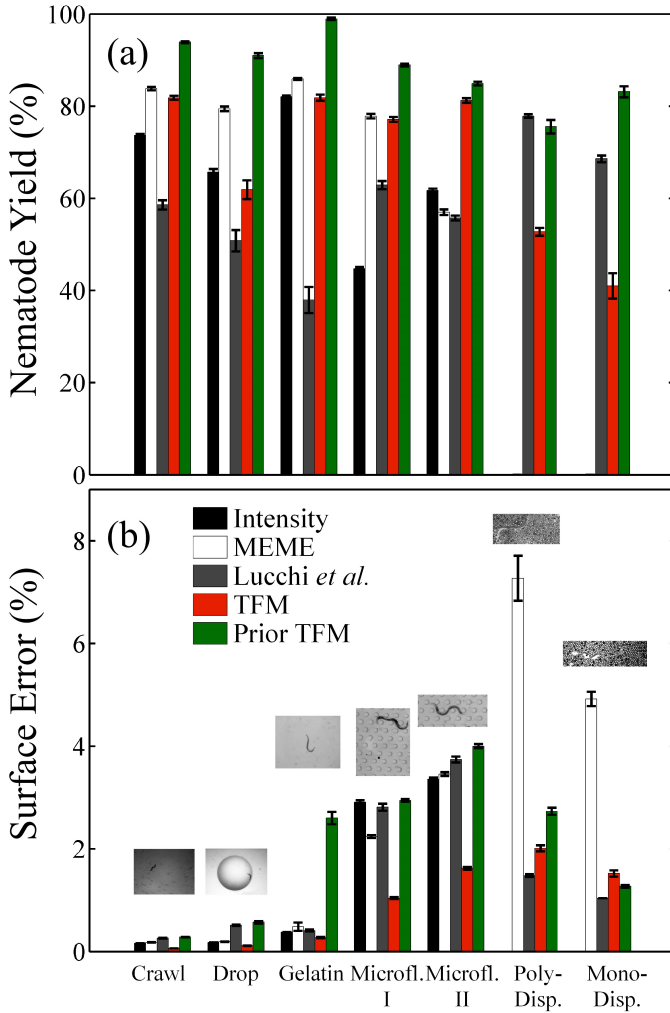 100
(a)
80
60
40
20
0
Nematode Yield (%)
(b)
Intensity
MEME
Lucchi et al.
TFM
Prior TFM
8
6
4
2
0
Surface Error (%)
Crawl Drop Gelatin Microfl. Microfl. Poly- Mono-
I II Disp. Disp.